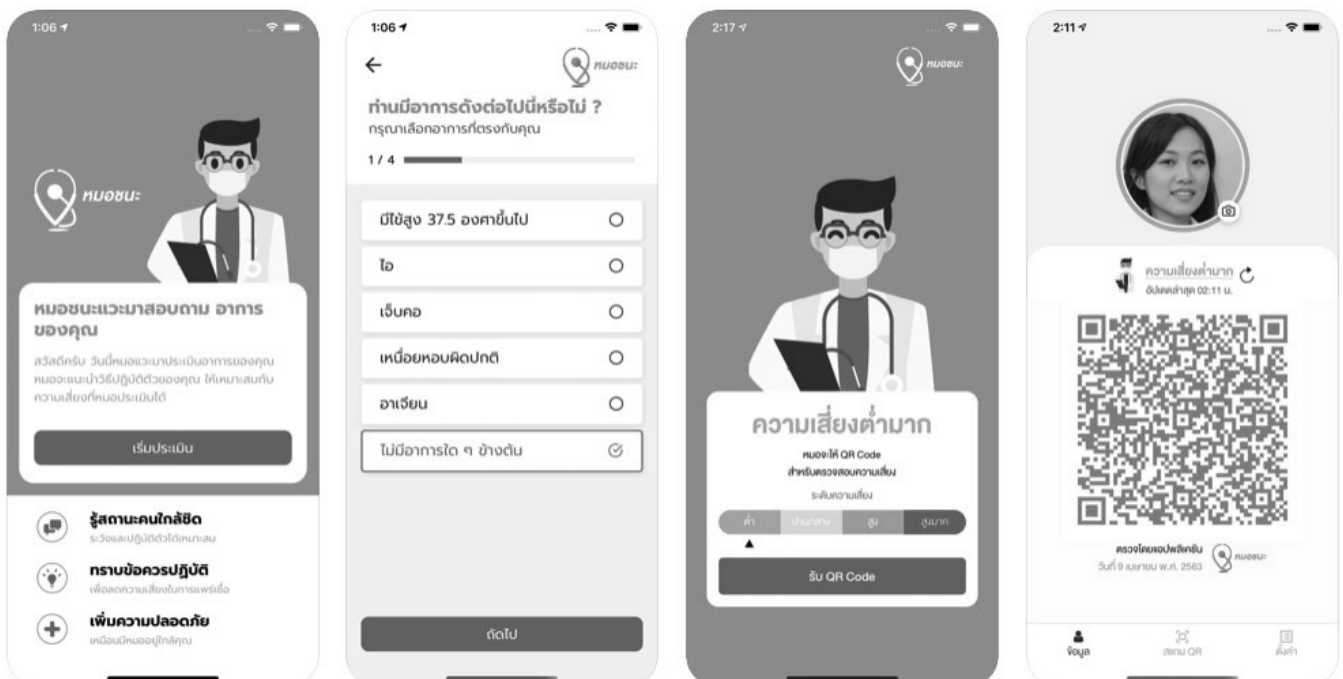 1:06
หมอชนะ
หมอชนะแวะมาสอบถาม อาการ
ของคุณ
สวัสดีครับ วันนี้หมอแวะมาประเมินอาการของคุณ
หมอจะแนะนำวิธีปฏิบัติตัวของคุณ ให้เหมาะสมกับ
ความเสี่ยงที่หมอประเมินได้
เริ่มประเมิน
รู้สถานะคนใกล้ชิด
ระวังและปฏิบัติตัวได้เหมาะสม
ทราบข้อควรปฏิบัติ
เพื่อลดความเสี่ยงในการแพร่เชื้อ
เพิ่มความปลอดภัย
เหมือนมีหมออยู่ใกล้คุณ
1:06
หมอชนะ
ท่านมีอาการดังต่อไปนี้หรือไม่ ?
กรุณาเลือกอาการที่ตรงกับคุณ
1 / 4
มีไข้สูง 37.5 องศาขึ้นไป
ไอ
เจ็บคอ
เหนื่อยหอบผิดปกติ
อาเจียน
ไม่มีอาการใด ๆ ข้างต้น
ถัดไป
2:17
หมอชนะ
ความเสี่ยงต่ำมาก
หมอจะให้ QR Code
สำหรับตรวจสอบความเสี่ยง
ระดับความเสี่ยง
ต่ำ ปานกลาง สูง สูงมาก
รับ QR Code
2:11
ความเสี่ยงต่ำมาก
อัปเดตล่าสุด 02:11 น.
ตรวจโดยแอปพลิเคชัน
วันที่ 9 เมษายน พ.ศ. 2563
หมอชนะ
ข้อมูล สแกน QR ตั้งค่า